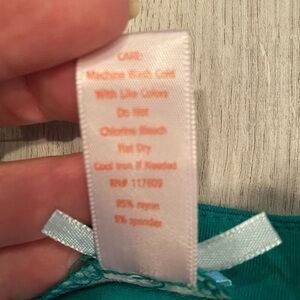 CARE:
Machine Wash Cold
With Like Colors
Do Not
Chlorine Bleach
Flat Dry
Cool Iron If Needed
RN# 117609
95% rayon
5% spandex